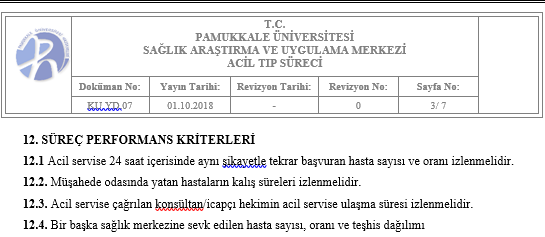 T.C.
PAMUKKALE ÜNİVERSİTESİ
SAĞLIK ARAŞTIRMA VE UYGULAMA MERKEZİ
ACİL TIP SÜRECİ
Doküman No: Yayın Tarihi: Revizyon Tarihi: Revizyon No: Sayfa No:
KU.YD.07 01.10.2018 - 0 3/ 7
12. SÜREÇ PERFORMANS KRİTERLERİ
12.1 Acil servise 24 saat içerisinde aynı şikayetle tekrar başvuran hasta sayısı ve oranı izlenmelidir.
12.2. Müşahede odasında yatan hastaların kalış süreleri izlenmelidir.
12.3. Acil servise çağrılan konsültan/icapçı hekimin acil servise ulaşma süresi izlenmelidir.
12.4. Bir başka sağlık merkezine sevk edilen hasta sayısı, oranı ve teşhis dağılımı